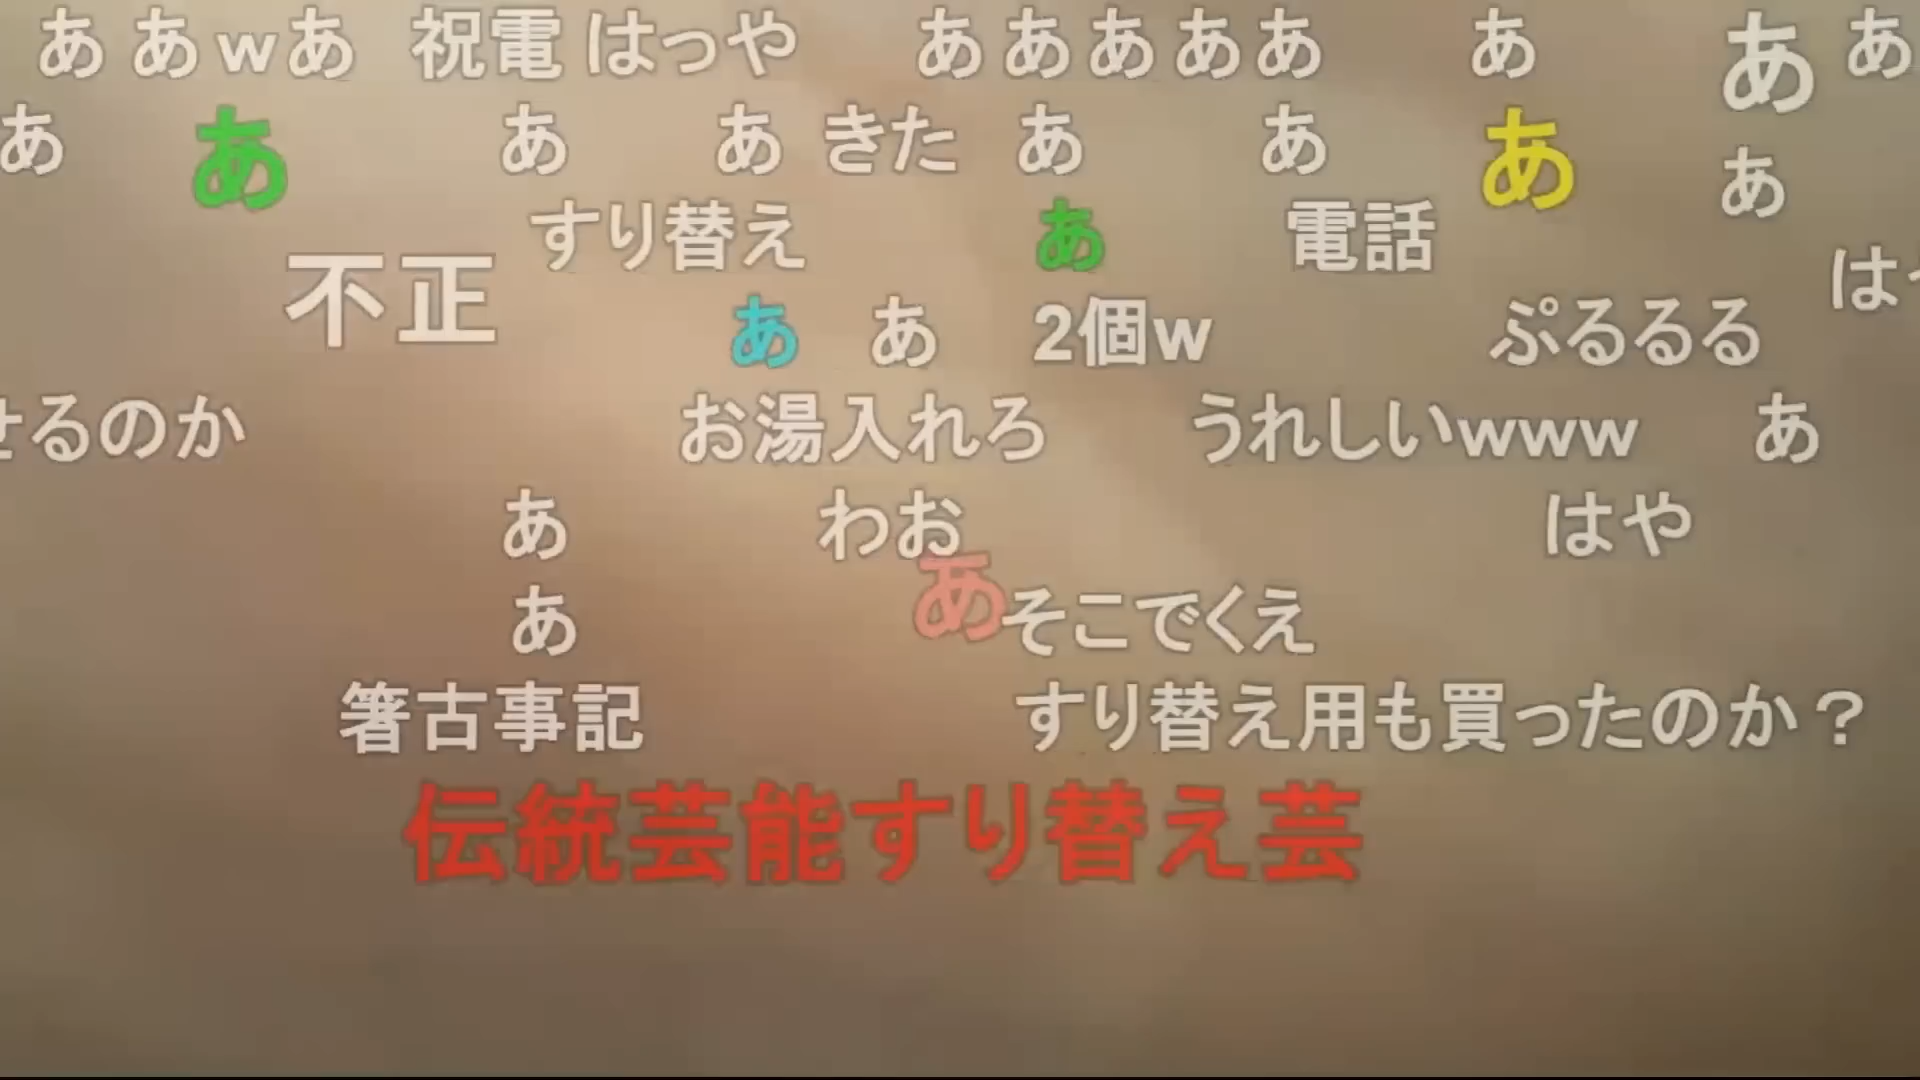 あ あ w あ 祝電 はっや あ あ あ あ あ あ あ あ
あ あ あ あ きた あ あ あ あ
すり替え あ 電話
不正 あ あ 2個w ぷるるる は
せるのか お湯入れろ うれしいwww あ
あ わお はや
あ あ そこでくえ
箸古事記 すり替え用も買ったのか？
伝統芸能すり替え芸